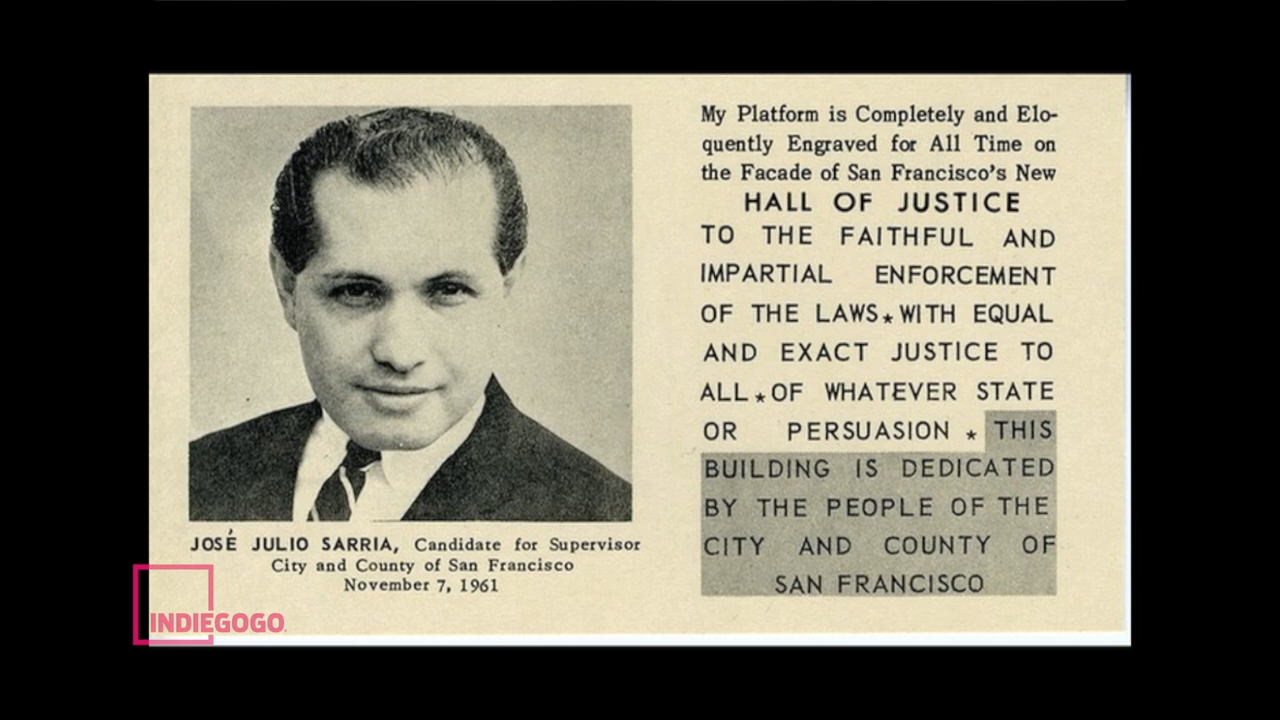 My Platform is Completely and Elo-
quently Engraved for All Time on
the Facade of San Francisco's New
HALL OF JUSTICE
TO THE FAITHFUL AND
IMPARTIAL ENFORCEMENT
OF THE LAWS★WITH EQUAL
AND EXACT JUSTICE TO
ALL★OF WHATEVER STATE
OR PERSUASION ★ THIS
BUILDING IS DEDICATED
BY THE PEOPLE OF THE
CITY AND COUNTY OF
SAN FRANCISCO
JOSÉ JULIO SARRIA, Candidate for Supervisor
City and County of San Francisco
November 7, 1961
INDIEGOGO